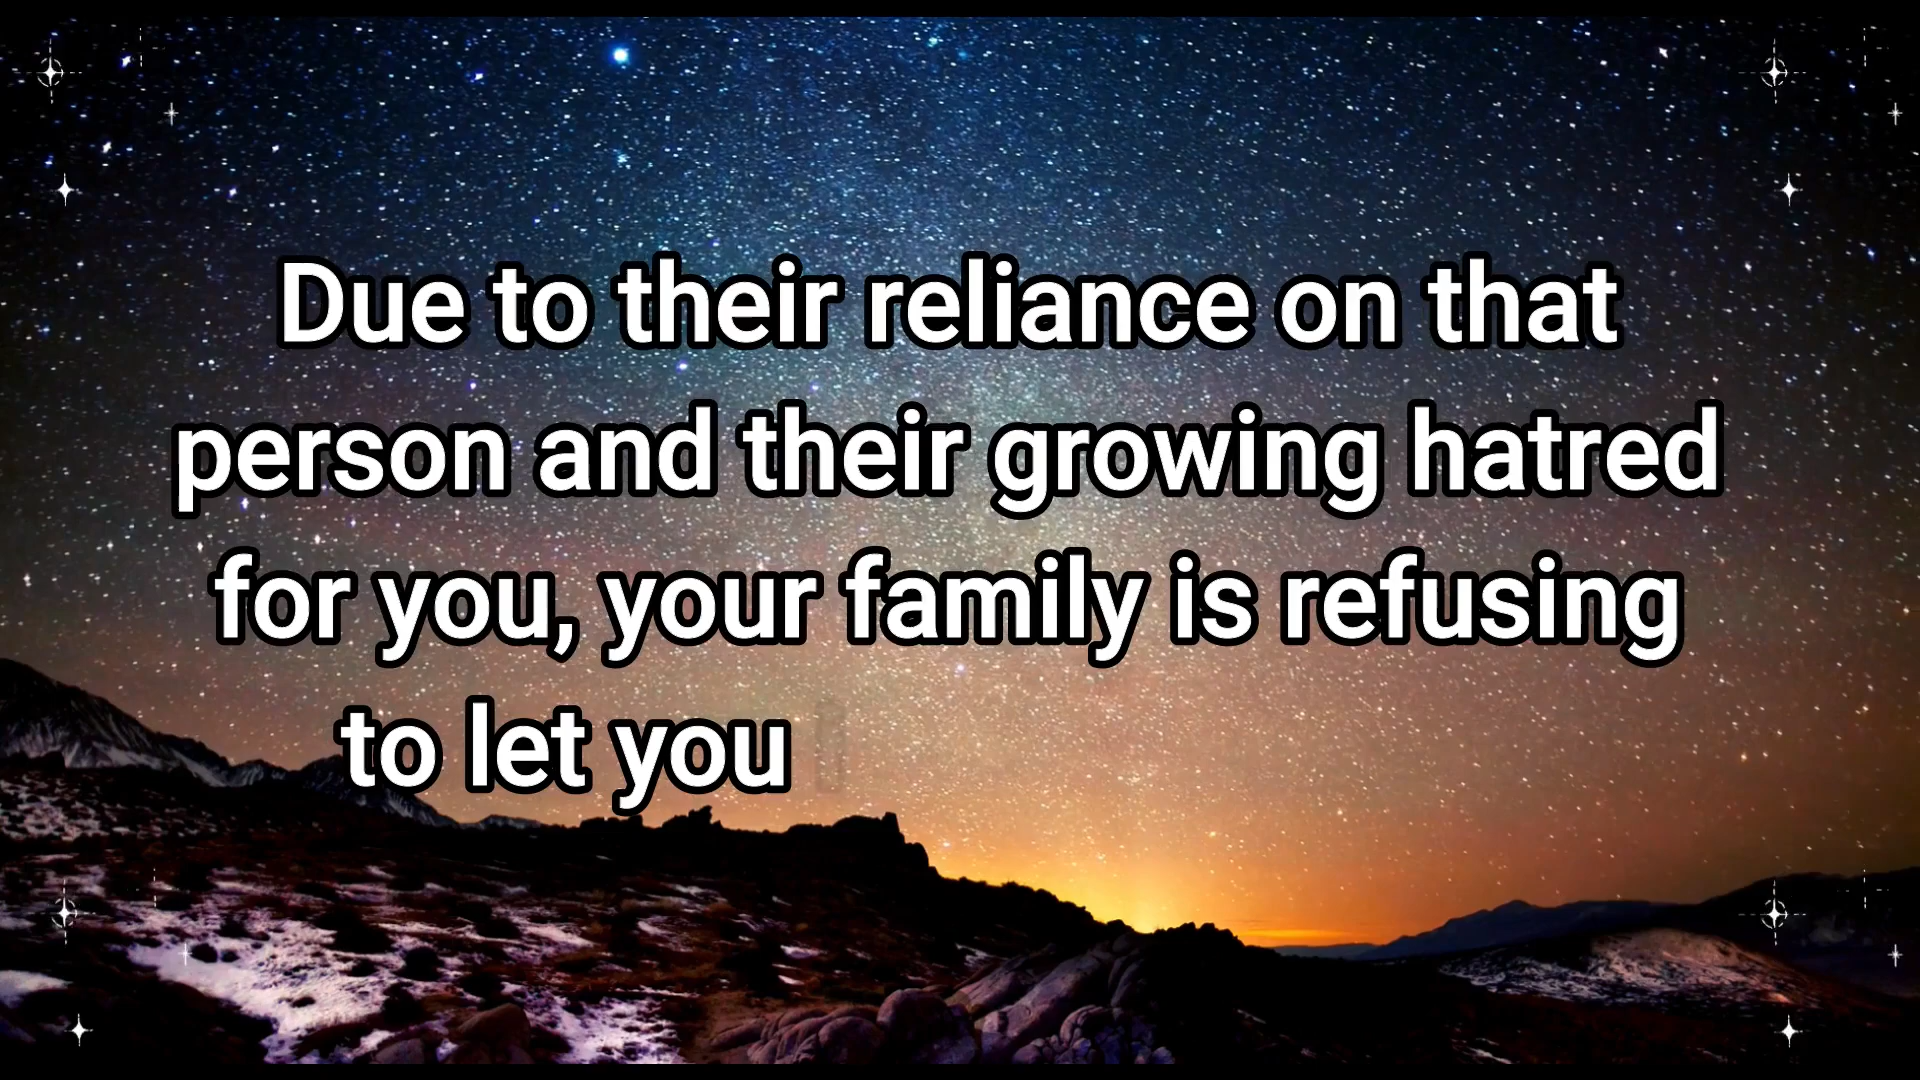 Due to their reliance on that
person and their growing hatred
for you, your family is refusing
to let you